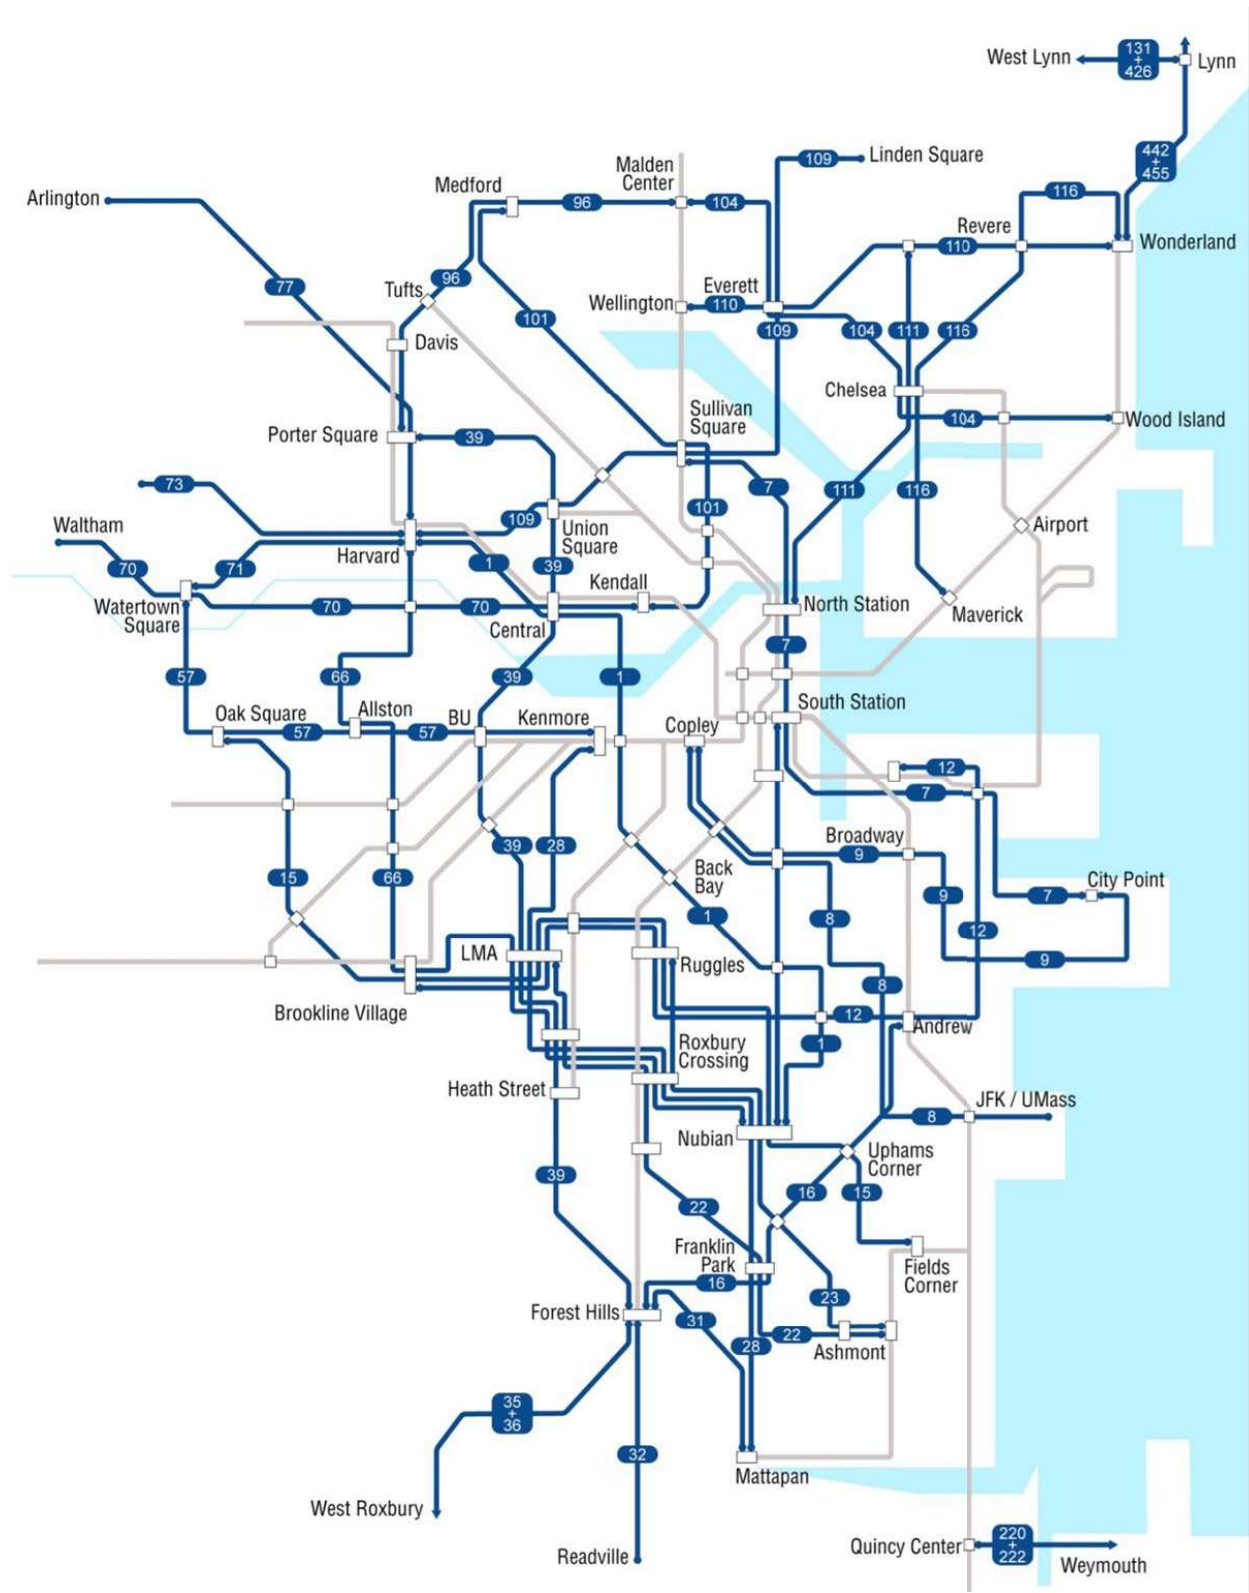 131
West Lynn
+
Lynn
426
442
+
455
109
Linden Square
Malden
Center
Medford
96
104
116
Arlington
Revere
110
Wonderland
96
77
Tufts
Everett
Wellington
110
101
109
104
111
116
Davis
Chelsea
Sullivan
Square
Porter Square
39
104
Wood Island
73
7
111
116
101
Waltham
109
Union
Square
Airport
Harvard
1
39
70
71
Kendall
Watertown
Square
70
70
North Station
Maverick
Central
7
57
66
39
1
South Station
Oak Square
Allston
BU
Kenmore
Copley
57
57
12
7
Broadway
39
28
9
15
66
Back
Bay
City Point
9
7
1
8
12
LMA
Ruggles
9
8
Brookline Village
12
Andrew
Roxbury
Crossing
1
Heath Street
JFK / UMass
8
Nubian
Uphams
Corner
39
16
15
22
Franklin
Park
Fields
Corner
16
23
Forest Hills
31
22
28
Ashmont
35
+
36
32
Mattapan
West Roxbury
220
Quincy Center
+
222
Readville
Weymouth